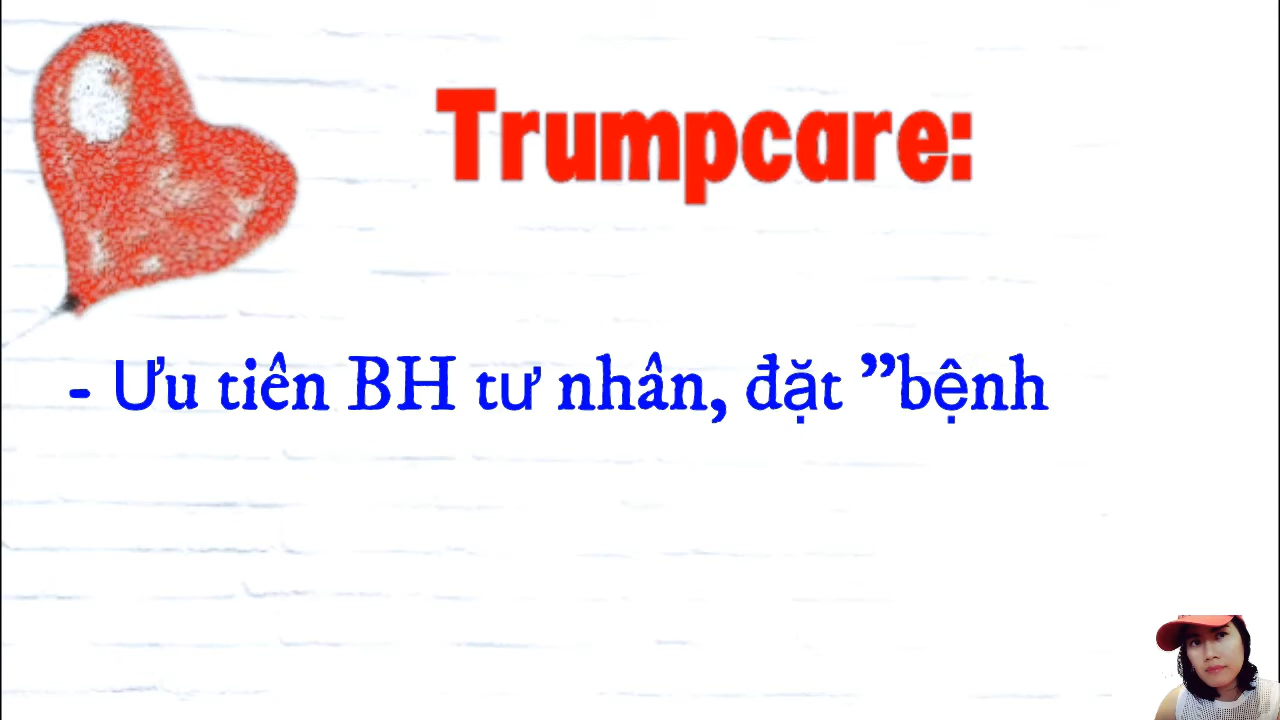 Trumpcare:
- Ưu tiên BH tư nhân, đặt ”bệnh